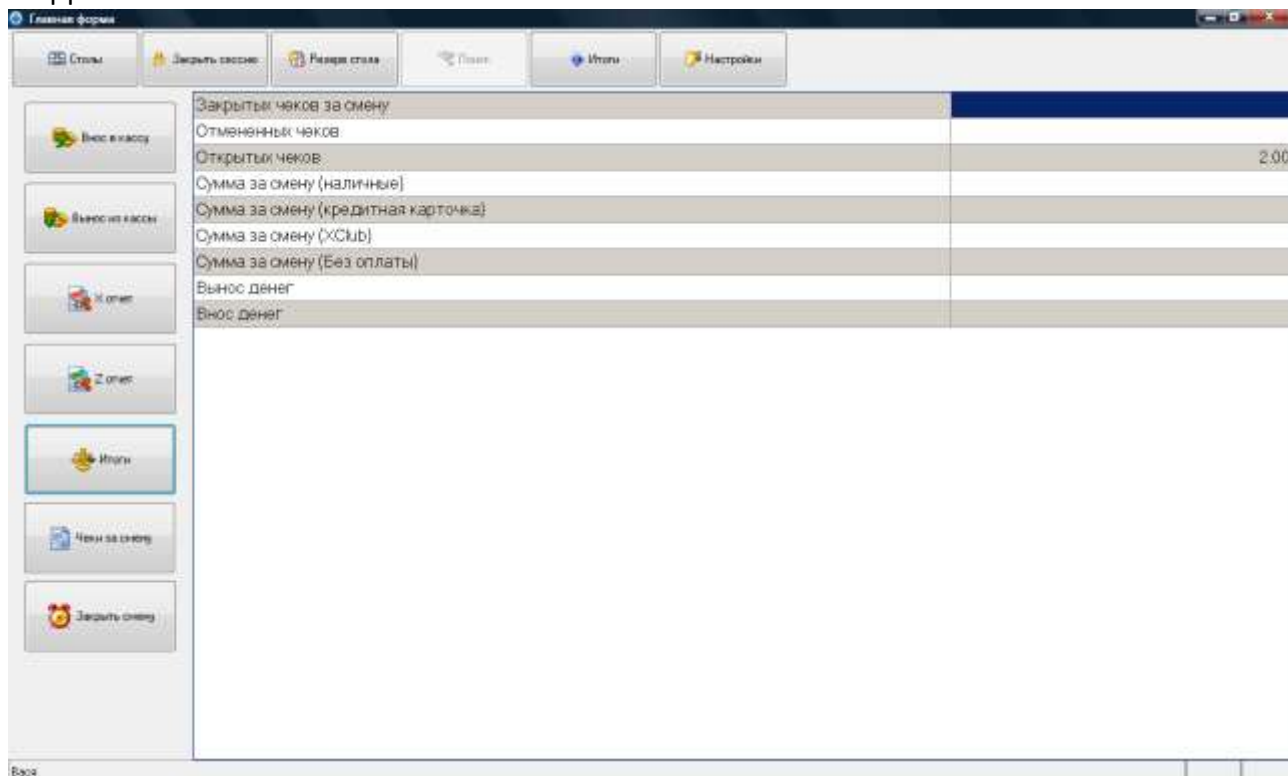 Главная форма
Столы
Закрыть сессию
Резерв стола
Поиск
Итоги
Настройки
Внос в кассу
Вынос из кассы
X отчет
Z отчет
Итоги
Чеки за смену
Закрыть смену
Закрытых чеков за смену
Отмененных чеков
Открытых чеков 2.00
Сумма за смену (наличные)
Сумма за смену (кредитная карточка)
Сумма за смену (XClub)
Сумма за смену (Без оплаты)
Вынос денег
Внос денег
Вася